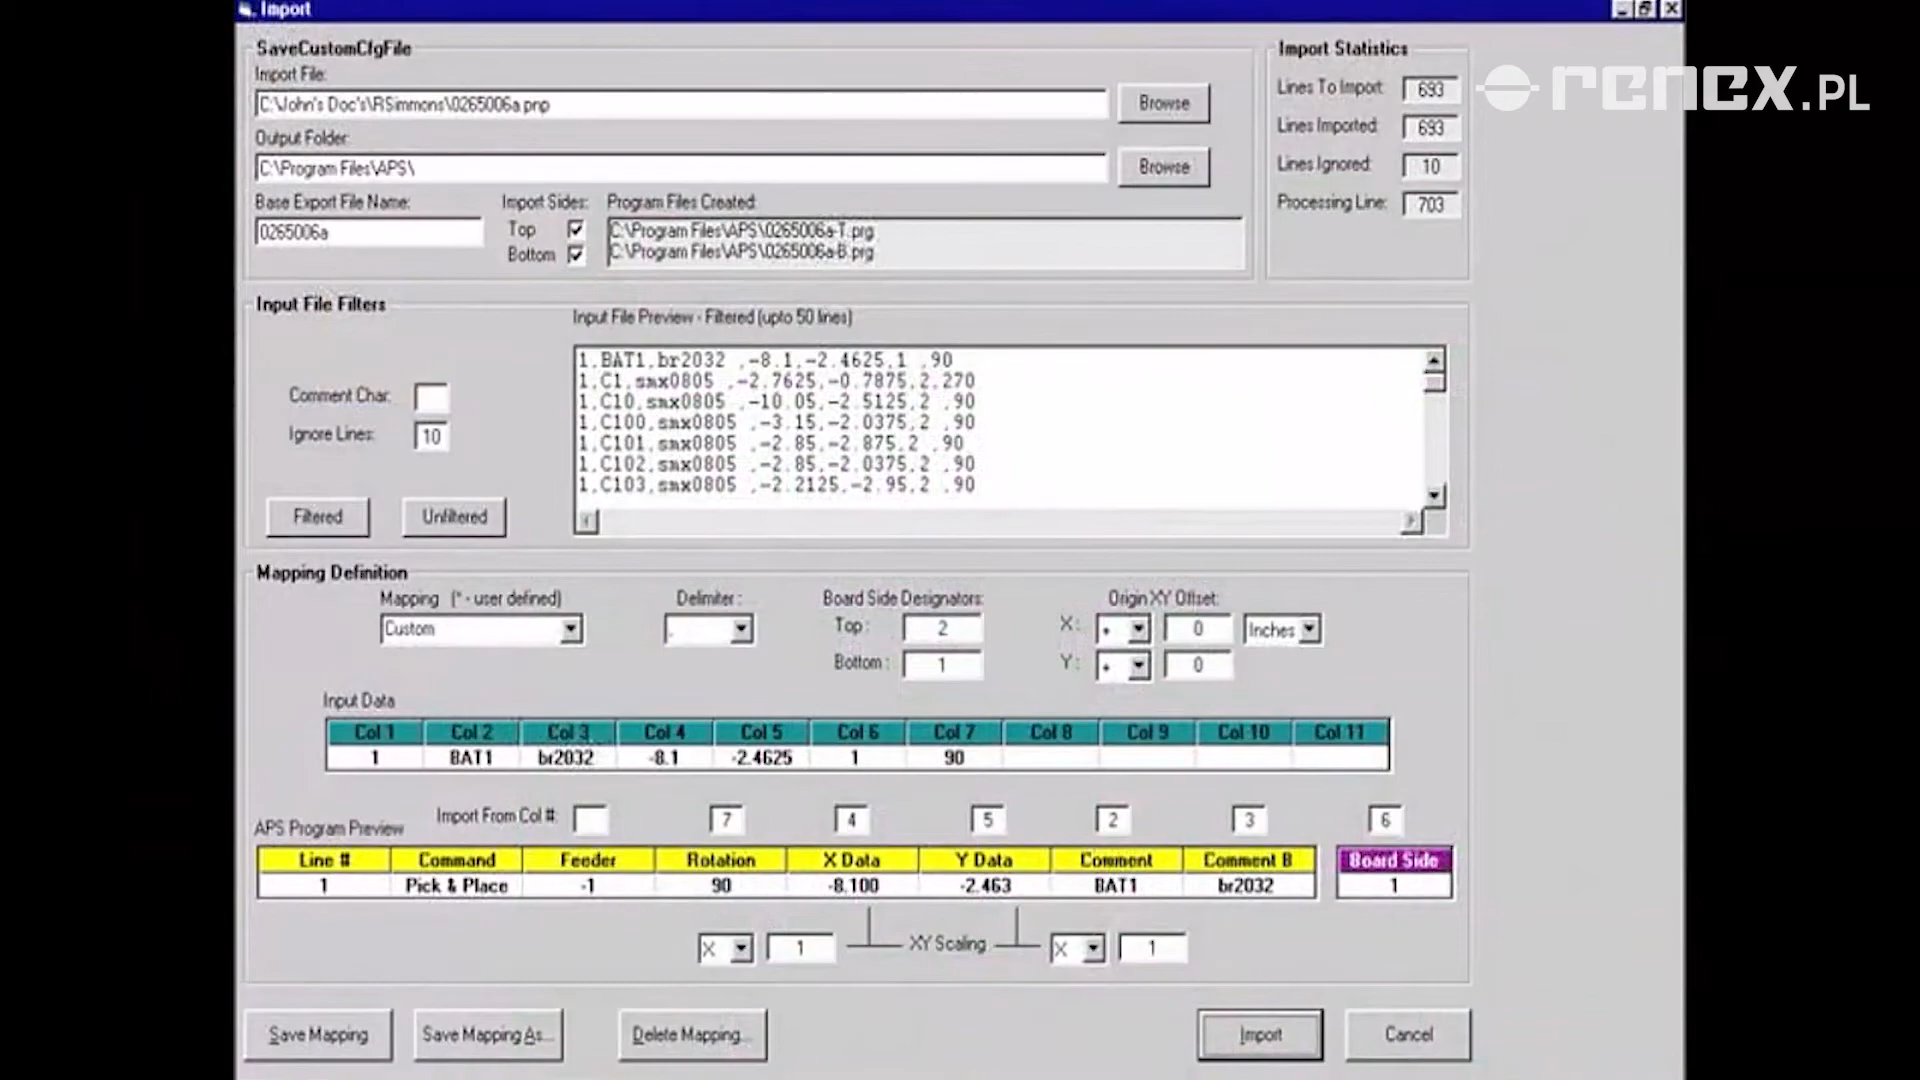 Import
renex.PL
SaveCustomCfgFile
Import File:
C:\John's Doc's\RSimmons\0265006a.pnp
Browse
Output Folder:
C:\Program Files\APS\
Browse
Base Export File Name:
0265006a
Import Sides:
Top
Bottom
Program Files Created:
C:\Program Files\APS\0265006a-T.prg
C:\Program Files\APS\0265006a-B.prg
Import Statistics
Lines To Import: 693
Lines Imported: 693
Lines Ignored: 10
Processing Line: 703
Input File Filters
Comment Char:
Ignore Lines: 10
Filtered
Unfiltered
Input File Preview - Filtered (upto 50 lines)
1,BAT1,br2032 ,-8.1,-2.4625,1 ,90
1,C1,smx0805 ,-2.7625,-0.7875,2,270
1,C10,smx0805 ,-10.05,-2.5125,2 ,90
1,C100,smx0805 ,-3.15,-2.0375,2 ,90
1,C101,smx0805 ,-2.85,-2.875,2 ,90
1,C102,smx0805 ,-2.85,-2.0375,2 ,90
1,C103,smx0805 ,-2.2125,-2.95,2 ,90
Mapping Definition
Mapping (* - user defined)
Custom
Delimiter :
,
Board Side Designators:
Top : 2
Bottom : 1
Origin XY Offset:
X : + 0 Inches
Y : + 0
Input Data
Col 1 Col 2 Col 3 Col 4 Col 5 Col 6 Col 7 Col 8 Col 9 Col 10 Col 11
1 BAT1 br2032 -8.1 -2.4625 1 90
Import From Col #: 7 4 5 2 3 6
APS Program Preview
Line # Command Feeder Rotation X Data Y Data Comment Comment B Board Side
1 Pick & Place -1 90 -8.100 -2.463 BAT1 br2032 1
X 1 XY Scaling X 1
Save Mapping
Save Mapping As...
Delete Mapping...
Import
Cancel